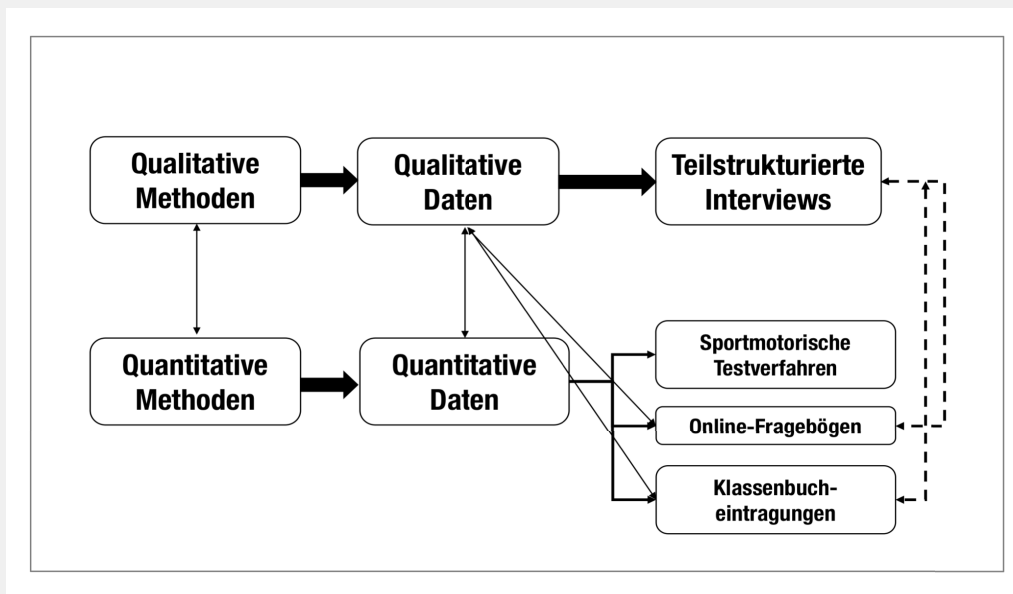 Qualitative
Methoden
Qualitative
Daten
Teilstrukturierte
Interviews
Quantitative
Methoden
Quantitative
Daten
Sportmotorische
Testverfahren
Online-Fragebögen
Klassenbuch-
eintragungen